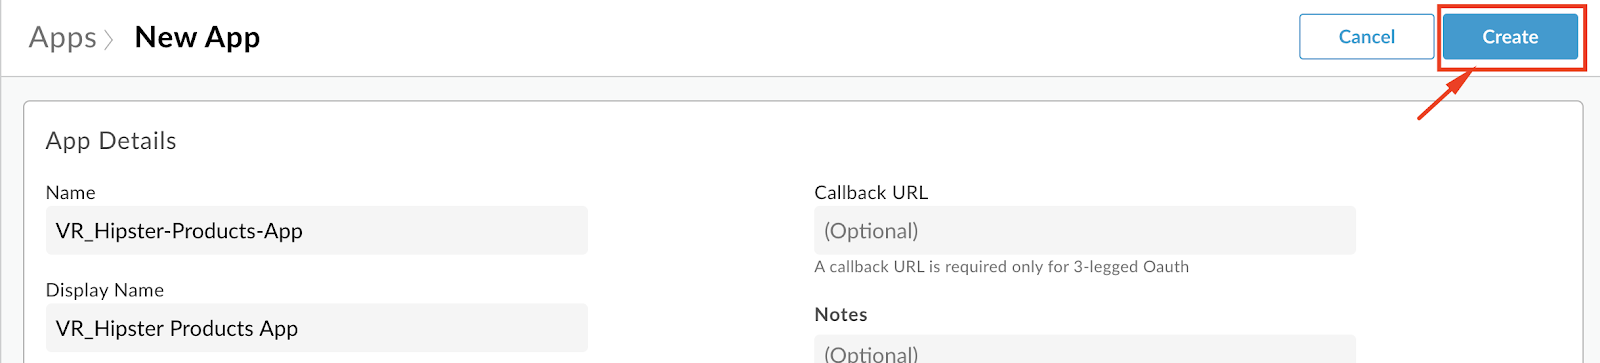 Apps > New App
Cancel
Create
App Details
Name
VR_Hipster-Products-App
Display Name
VR_Hipster Products App
Callback URL
(Optional)
A callback URL is required only for 3-legged Oauth
Notes
(Optional)